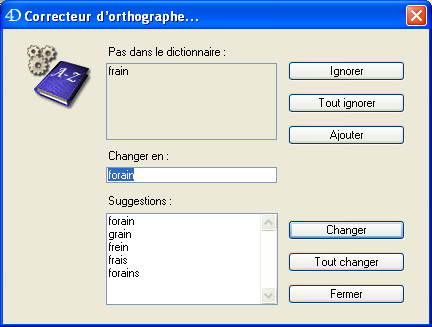 Correcteur d'orthographe...
Pas dans le dictionnaire :
frain
Ignorer
Tout ignorer
Ajouter
Changer en :
forain
Suggestions :
forain
grain
frein
frais
forains
Changer
Tout changer
Fermer
A-Z